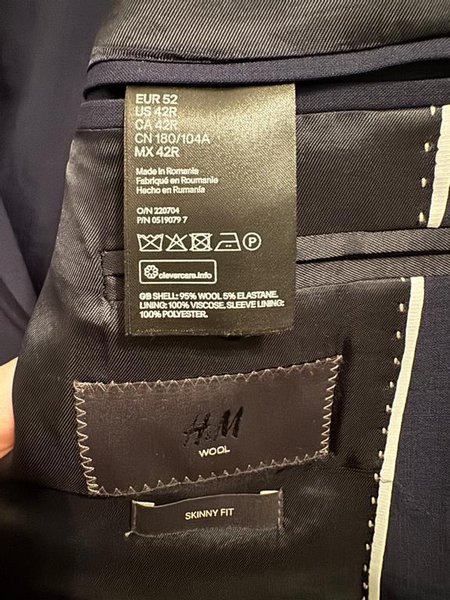 EUR 52
US 42R
CA 42R
CN 180/104A
MX 42R
Made in Romania
Fabriqué en Roumanie
Hecho en Rumanía
O/N 220704
P/N 0519079 7
P
clevercare.info
GB SHELL: 95% WOOL 5% ELASTANE.
LINING: 100% VISCOSE. SLEEVE LINING:
100% POLYESTER.
H&M
WOOL
SKINNY FIT